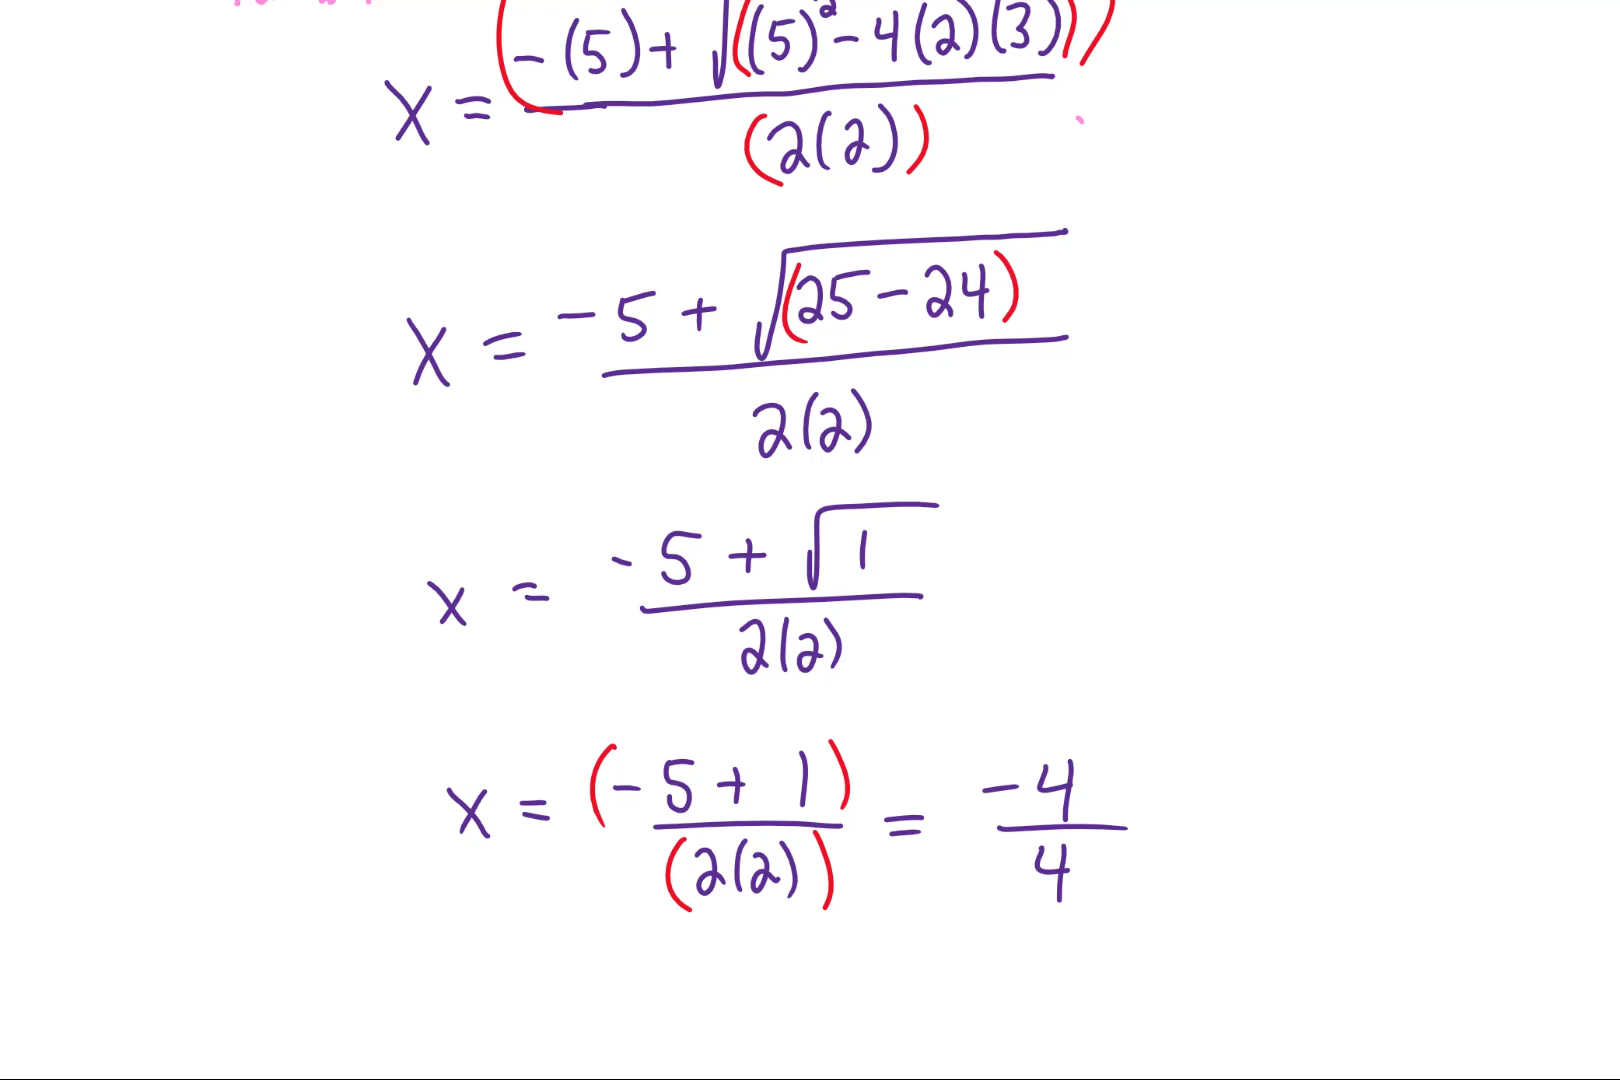 x = (-(5)+√((5)²-4(2)(3))) / (2(2))
x = -5 + √(25-24) / 2(2)
x = -5 + √1 / 2(2)
x = (-5 + 1) / (2(2)) = -4 / 4